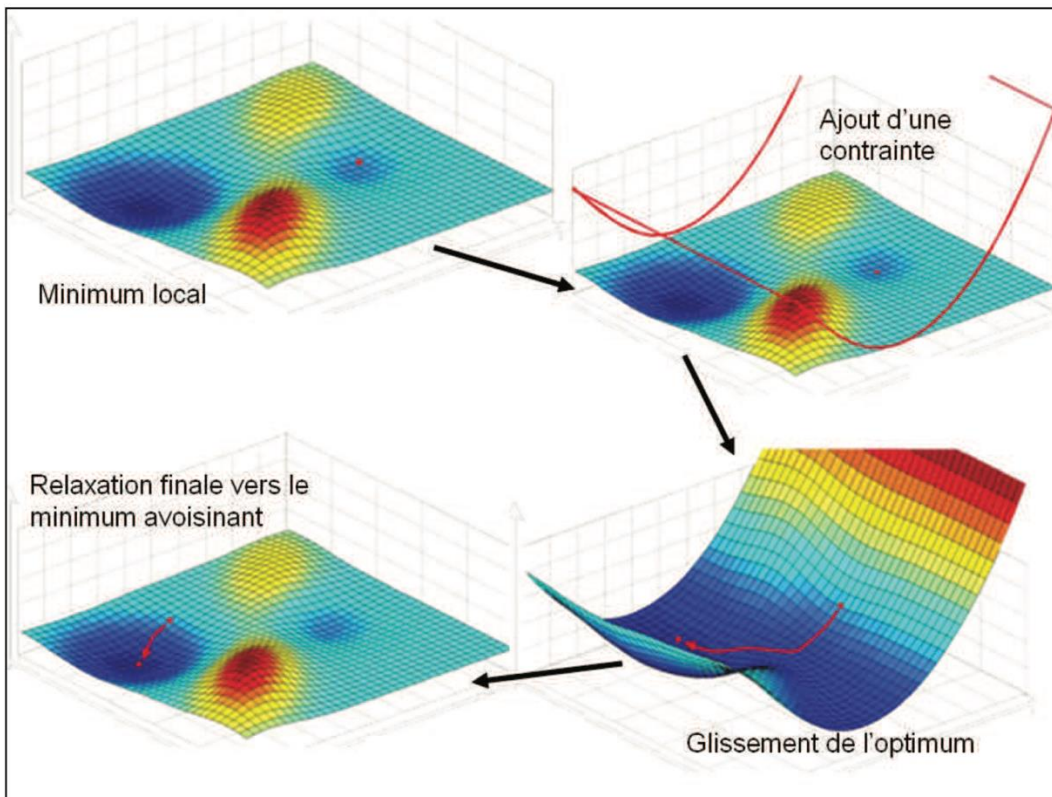 Minimum local
Ajout d'une
contrainte
Relaxation finale vers le
minimum avoisinant
Glissement de l'optimum